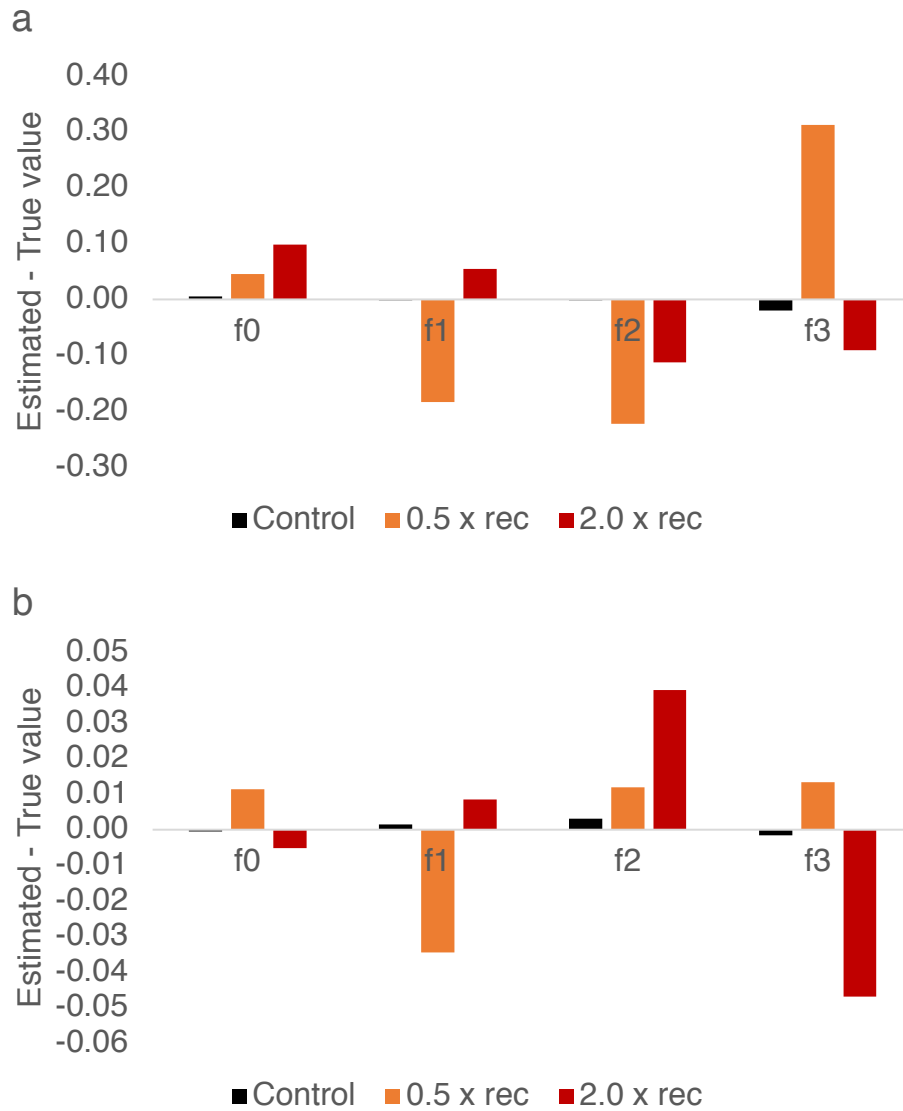 a
Estimated - True value
0.40
0.30
0.20
0.10
0.00
-0.10
-0.20
-0.30
f0 f1 f2 f3
Control 0.5 x rec 2.0 x rec
b
Estimated - True value
0.05
0.04
0.03
0.02
0.01
0.00
-0.01
-0.02
-0.03
-0.04
-0.05
-0.06
f0 f1 f2 f3
Control 0.5 x rec 2.0 x rec